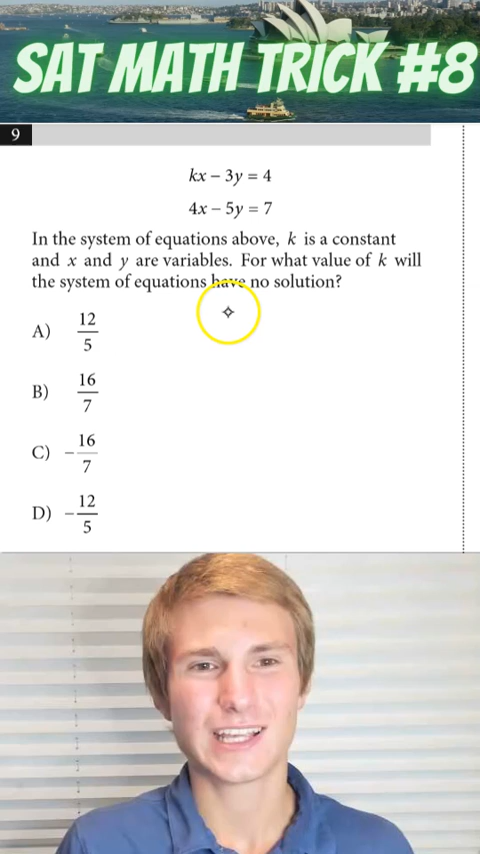 SAT MATH TRICK #8
9
kx – 3y = 4
4x – 5y = 7
In the system of equations above, k is a constant
and x and y are variables. For what value of k will
the system of equations have no solution?
A) 12/5
B) 16/7
C) –16/7
D) –12/5